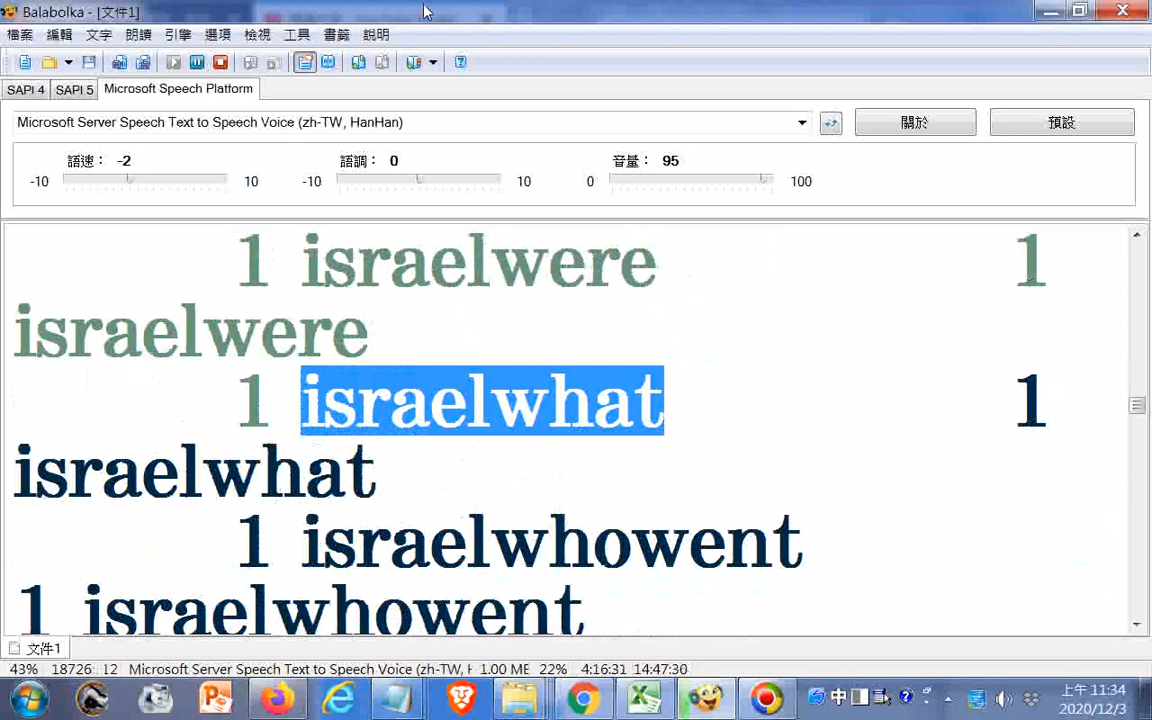 Balabolka - [文件1]
檔案 編輯 文字 朗讀 引擎 選項 檢視 工具 書籤 說明
SAPI 4 SAPI 5 Microsoft Speech Platform
Microsoft Server Speech Text to Speech Voice (zh-TW, HanHan) 關於 預設
語速： -2 語調： 0 音量： 95
-10 10 -10 10 0 100
1 israelwere 1
israelwere
1 israelwhat 1
israelwhat
1 israelwhowent
1 israelwhowent
文件1
43% 18726: 12 Microsoft Server Speech Text to Speech Voice (zh-TW, 1.00 ME 22% 4:16:31 14:47:30
中 上午 11:34
2020/12/3